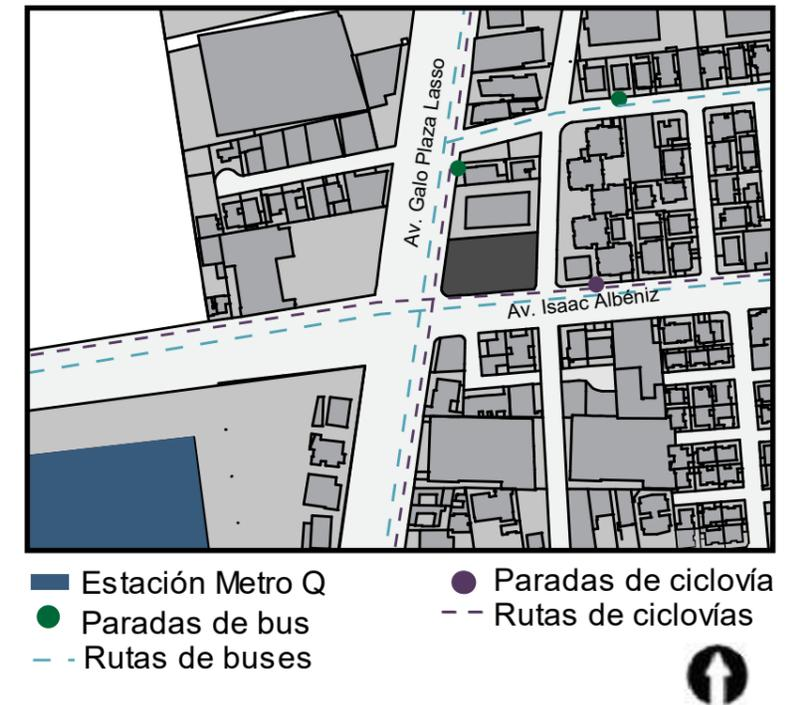 Av. Galo Plaza Lasso
Av. Isaac Albéniz
Estación Metro Q
Paradas de bus
Rutas de buses
Paradas de ciclovía
Rutas de ciclovías